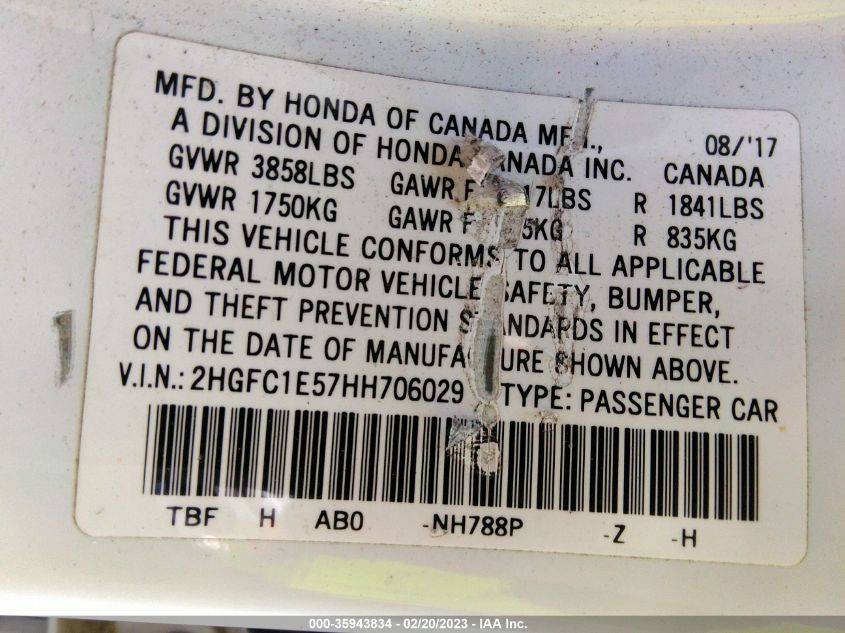 MFD. BY HONDA OF CANADA 08/'17
A DIVISION OF HONDA INC. CANADA
GVWR 3858LBS GAWR F R 1841LBS
GVWR 1750KG GAWR F R 835KG
THIS VEHICLE CONFORMS TO ALL APPLICABLE
FEDERAL MOTOR VEHICLE SAFETY, BUMPER,
AND THEFT PREVENTION STANDARDS IN EFFECT
ON THE DATE OF SHOWN ABOVE.
V.I.N.: 2HGFC1E57HH706029 TYPE: PASSENGER CAR
TBF H AB0 -NH788P -Z -H
000-35943834 - 02/20/2023 - IAA Inc.